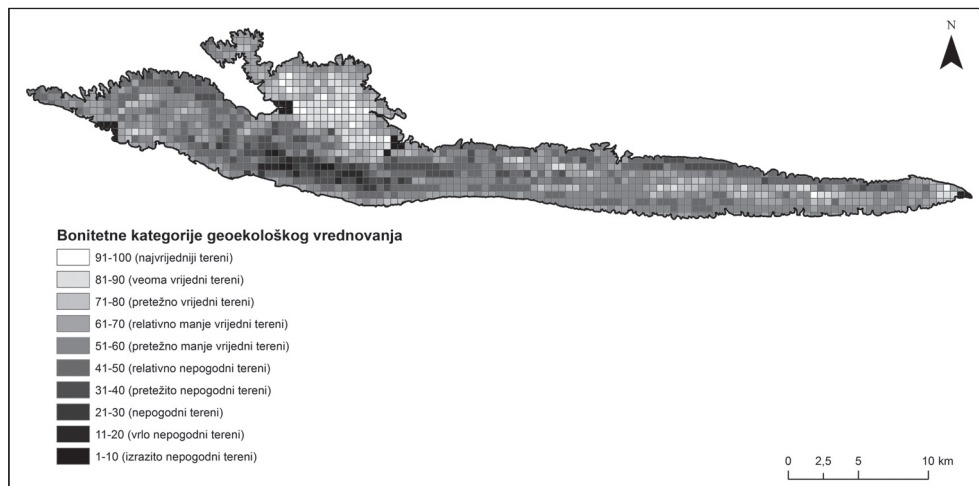 N
Bonitetne kategorije geoekološkog vrednovanja
91-100 (najvrijedniji tereni)
81-90 (veoma vrijedni tereni)
71-80 (pretežno vrijedni tereni)
61-70 (relativno manje vrijedni tereni)
51-60 (pretežno manje vrijedni tereni)
41-50 (relativno nepogodni tereni)
31-40 (pretežito nepogodni tereni)
21-30 (nepogodni tereni)
11-20 (vrlo nepogodni tereni)
1-10 (izrazito nepogodni tereni)
0 2,5 5 10 km